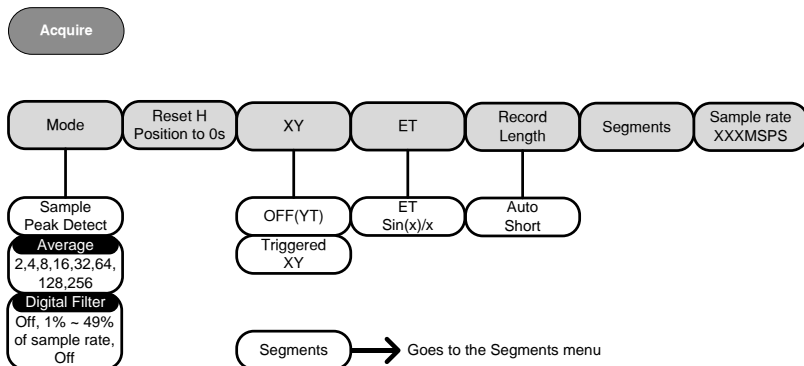 Acquire
Mode
Reset H
Position to 0s
XY
ET
Record
Length
Segments
Sample rate
XXXMSPS
Sample
Peak Detect
Average
2,4,8,16,32,64,
128,256
Digital Filter
Off, 1% ~ 49%
of sample rate,
Off
OFF(YT)
Triggered
XY
ET
Sin(x)/x
Auto
Short
Segments
Goes to the Segments menu